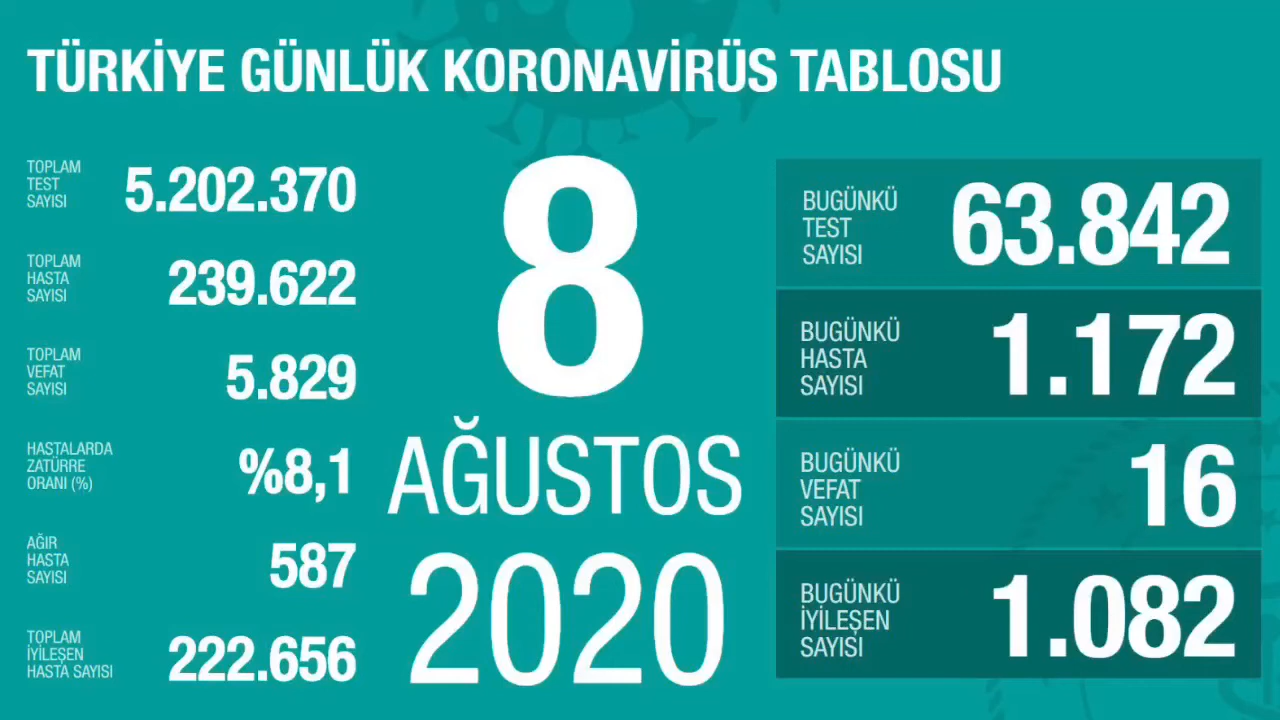 TÜRKİYE GÜNLÜK KORONAVİRÜS TABLOSU
TOPLAM
TEST
SAYISI
5.202.370
TOPLAM
HASTA
SAYISI
239.622
TOPLAM
VEFAT
SAYISI
5.829
HASTALARDA
ZATÜRRE
ORANI (%)
%8,1
AĞIR
HASTA
SAYISI
587
TOPLAM
İYİLEŞEN
HASTA SAYISI
222.656
8
AĞUSTOS
2020
BUGÜNKÜ
TEST
SAYISI
63.842
BUGÜNKÜ
HASTA
SAYISI
1.172
BUGÜNKÜ
VEFAT
SAYISI
16
BUGÜNKÜ
İYİLEŞEN
SAYISI
1.082